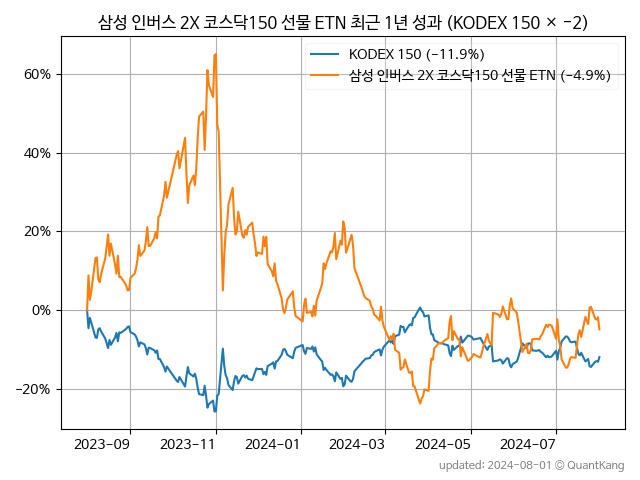 삼성 인버스 2X 코스닥150 선물 ETN 최근 1년 성과 (KODEX 150 × −2)
KODEX 150 (−11.9%)
삼성 인버스 2X 코스닥150 선물 ETN (−4.9%)
60%
40%
20%
0%
−20%
2023−09 2023−11 2024−01 2024−03 2024−05 2024−07
updated: 2024-08-01 © QuantKang